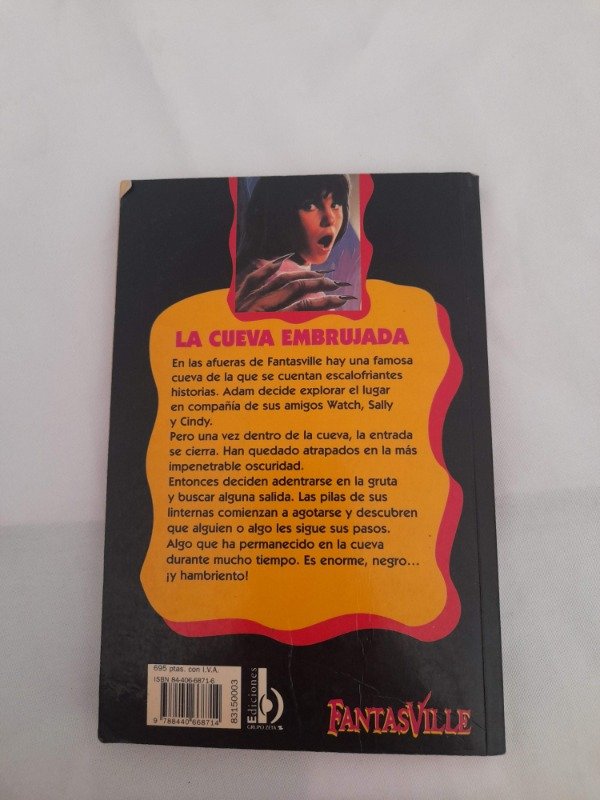 LA CUEVA EMBRUJADA
En las afueras de Fantasville hay una famosa
cueva de la que se cuentan escalofriantes
historias. Adam decide explorar el lugar
en compañía de sus amigos Watch, Sally
y Cindy.
Pero una vez dentro de la cueva, la entrada
se cierra. Han quedado atrapados en la más
impenetrable oscuridad.
Entonces deciden adentrarse en la gruta
y buscar alguna salida. Las pilas de sus
linternas comienzan a agotarse y descubren
que alguien o algo les sigue sus pasos.
Algo que ha permanecido en la cueva
durante mucho tiempo. Es enorme, negro...
¡y hambriento!
695 ptas. con I.V.A.
ISBN 84-406-6871-6
9 788440 668714
83150003
Ediciones
B
GRUPO ZETA
FANTASVILLE